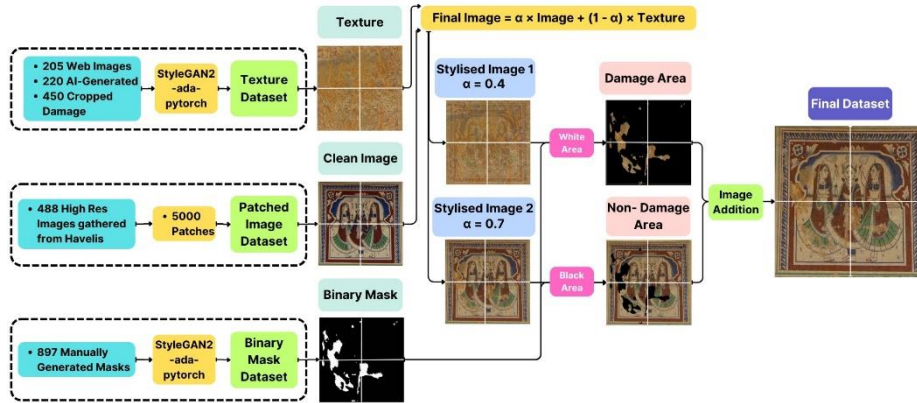 Texture
Final Image = α × Image + (1 - α) × Texture
• 205 Web Images
• 220 AI-Generated
• 450 Cropped
Damage
StyleGAN2
-ada-
pytorch
Texture
Dataset
Stylised Image 1
α = 0.4
Damage Area
Final Dataset
White
Area
Clean Image
• 488 High Res
Images gathered
from Havelis
• 5000
Patches
Patched
Image
Dataset
Stylised Image 2
α = 0.7
Non- Damage
Area
Image
Addition
Black
Area
Binary Mask
• 897 Manually
Generated Masks
StyleGAN2
-ada-
pytorch
Binary
Mask
Dataset